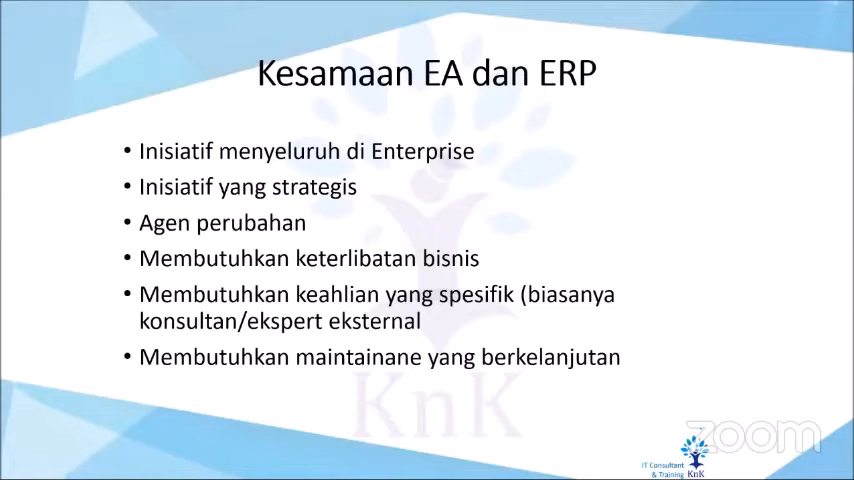 Kesamaan EA dan ERP
• Inisiatif menyeluruh di Enterprise
• Inisiatif yang strategis
• Agen perubahan
• Membutuhkan keterlibatan bisnis
• Membutuhkan keahlian yang spesifik (biasanya
konsultan/ekspert eksternal
• Membutuhkan maintainane yang berkelanjutan
KnK
zoom
IT Consultant
& Training KnK